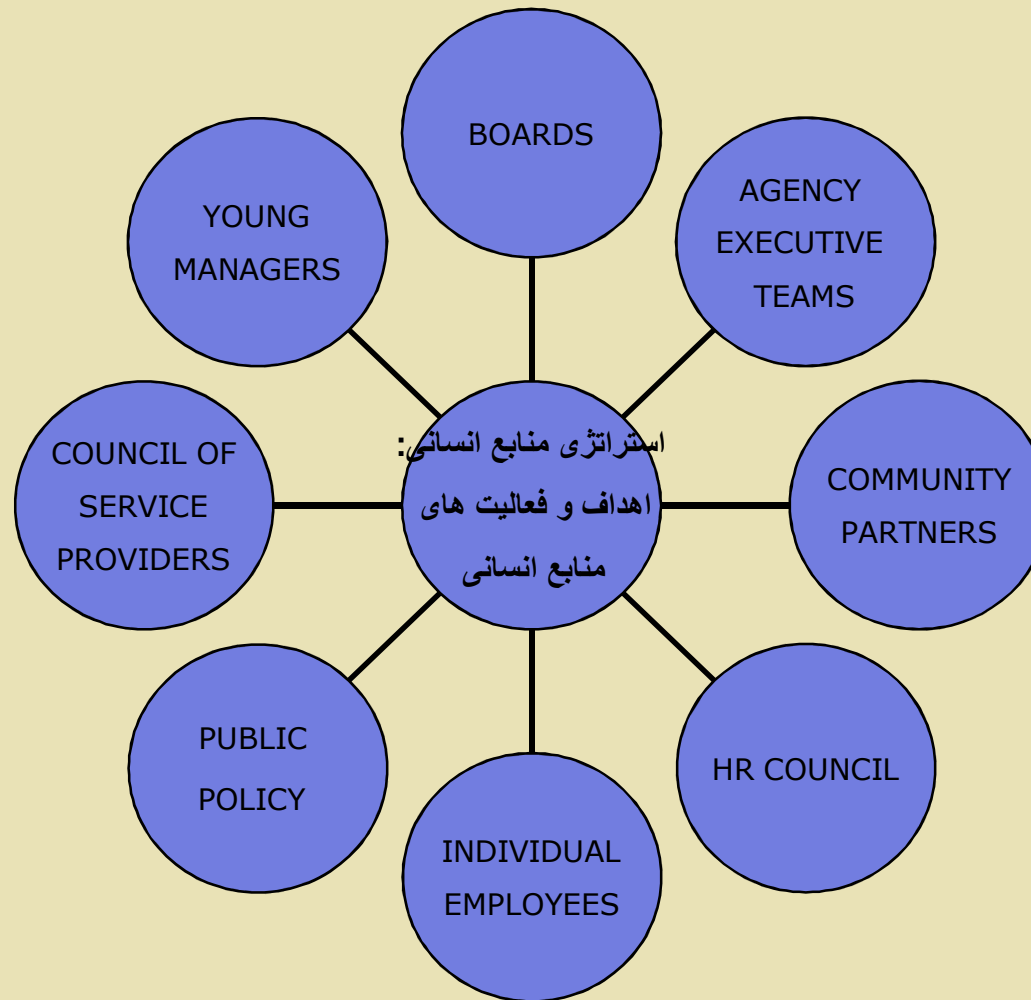 BOARDS
AGENCY
EXECUTIVE
TEAMS
COMMUNITY
PARTNERS
HR COUNCIL
INDIVIDUAL
EMPLOYEES
PUBLIC
POLICY
COUNCIL OF
SERVICE
PROVIDERS
YOUNG
MANAGERS
استراتژی منابع انسانی:
اهداف و فعالیت های
منابع انسانی